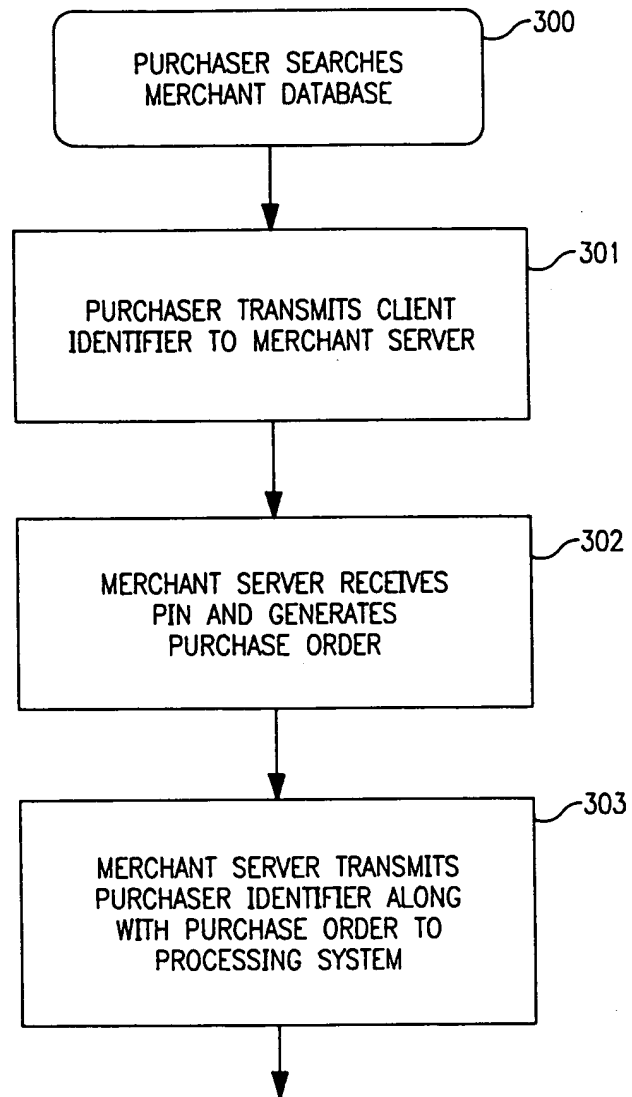 300
PURCHASER SEARCHES
MERCHANT DATABASE
301
PURCHASER TRANSMITS CLIENT
IDENTIFIER TO MERCHANT SERVER
302
MERCHANT SERVER RECEIVES
PIN AND GENERATES
PURCHASE ORDER
303
MERCHANT SERVER TRANSMITS
PURCHASER IDENTIFIER ALONG
WITH PURCHASE ORDER TO
PROCESSING SYSTEM